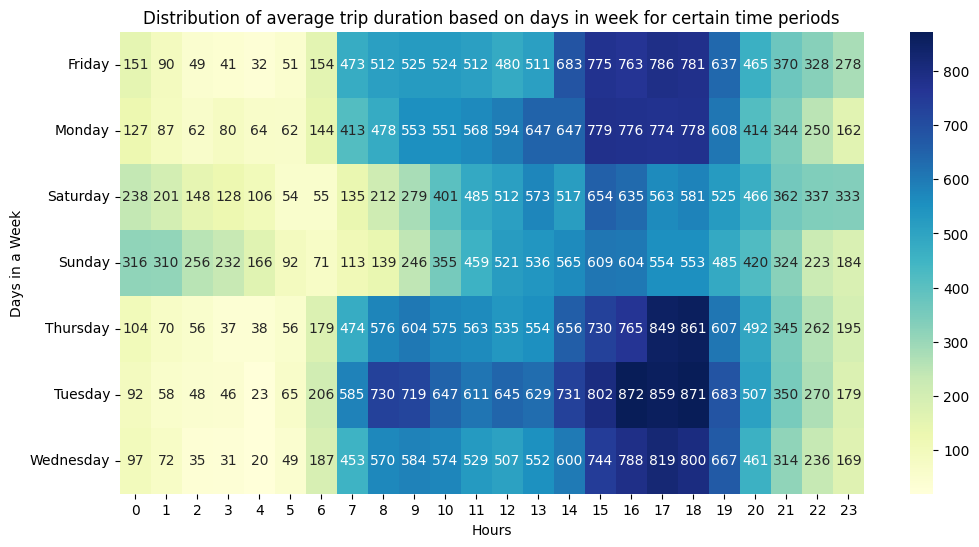 Distribution of average trip duration based on days in week for certain time periods
Days in a Week
Friday 151 90 49 41 32 51 154 473 512 525 524 512 480 511 683 775 763 786 781 637 465 370 328 278
Monday 127 87 62 80 64 62 144 413 478 553 551 568 594 647 647 779 776 774 778 608 414 344 250 162
Saturday 238 201 148 128 106 54 55 135 212 279 401 485 512 573 517 654 635 563 581 525 466 362 337 333
Sunday 316 310 256 232 166 92 71 113 139 246 355 459 521 536 565 609 604 554 553 485 420 324 223 184
Thursday 104 70 56 37 38 56 179 474 576 604 575 563 535 554 656 730 765 849 861 607 492 345 262 195
Tuesday 92 58 48 46 23 65 206 585 730 719 647 611 645 629 731 802 872 859 871 683 507 350 270 179
Wednesday 97 72 35 31 20 49 187 453 570 584 574 529 507 552 600 744 788 819 800 667 461 314 236 169
0 1 2 3 4 5 6 7 8 9 10 11 12 13 14 15 16 17 18 19 20 21 22 23
Hours
800
700
600
500
400
300
200
100